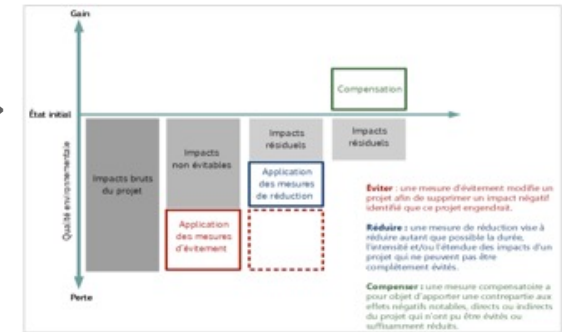 Gain
Compensation
État initial
Impacts bruts
du projet
Impacts
non évitables
Impacts
résiduels
Impacts
résiduels
Application
des mesures
de réduction
Application
des mesures
d'évitement
Qualité environnementale
Perte
Éviter : une mesure d'évitement modifie un
projet afin de supprimer un impact négatif
identifié que ce projet engendrait.
Réduire : une mesure de réduction vise à
réduire autant que possible la durée,
l'intensité et/ou l'étendue des impacts d'un
projet qui ne peuvent pas être
complètement évités.
Compenser : une mesure compensatoire a
pour objet d'apporter une contrepartie aux
effets négatifs notables, directs ou indirects
du projet qui n'ont pu être évités ou
suffisamment réduits.